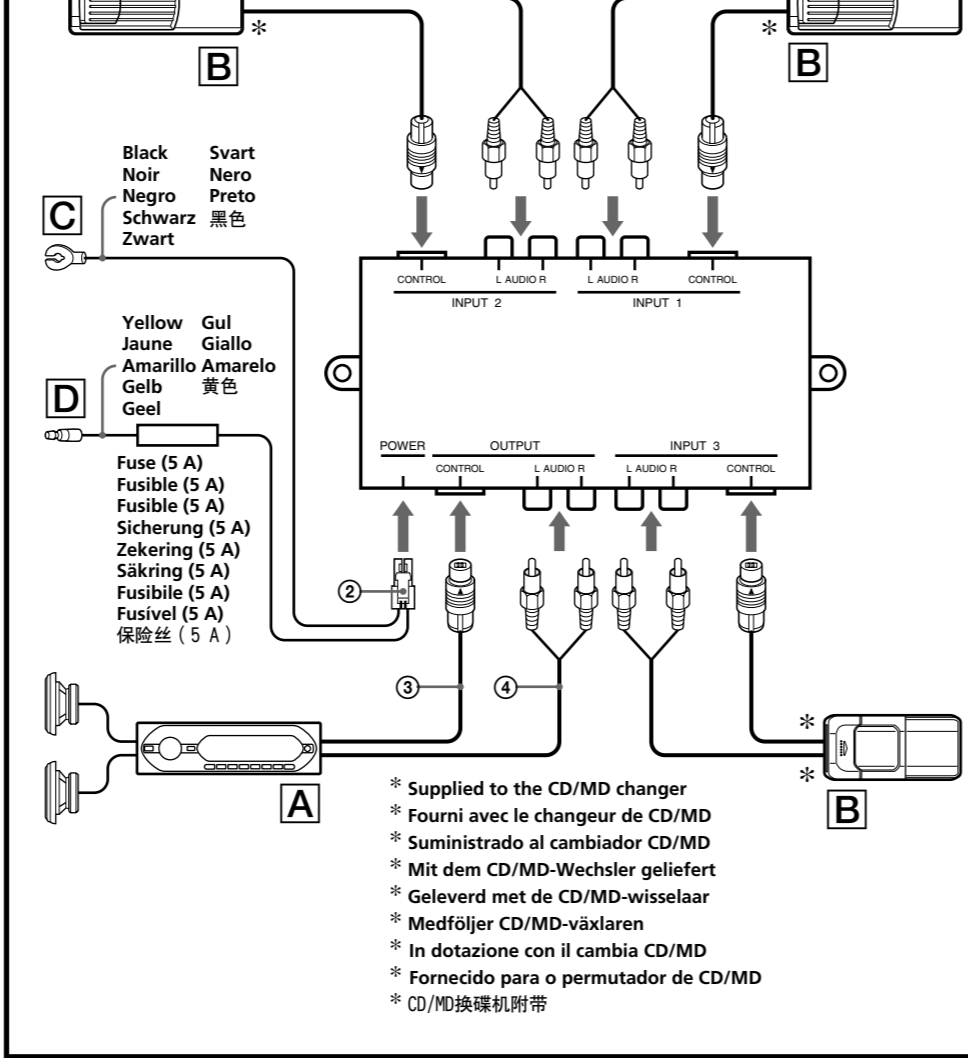 *
*
B
B
Black Svart
Noir Nero
Negro Preto
Schwarz 黑色
Zwart
C
CONTROL L AUDIO R L AUDIO R CONTROL
INPUT 2 INPUT 1
Yellow Gul
Jaune Giallo
Amarillo Amarelo
Gelb 黄色
Geel
D
POWER OUTPUT INPUT 3
CONTROL L AUDIO R L AUDIO R CONTROL
Fuse (5 A)
Fusible (5 A)
Fusible (5 A)
Sicherung (5 A)
Zekering (5 A)
Säkring (5 A)
Fusibile (5 A)
Fusível (5 A)
保险丝 ( 5 A )
②
③ ④
*
*
A
B
* Supplied to the CD/MD changer
* Fourni avec le changeur de CD/MD
* Suministrado al cambiador CD/MD
* Mit dem CD/MD-Wechsler geliefert
* Geleverd met de CD/MD-wisselaar
* Medföljer CD/MD-växlaren
* In dotazione con il cambia CD/MD
* Fornecido para o permutador de CD/MD
* CD/MD换碟机附带